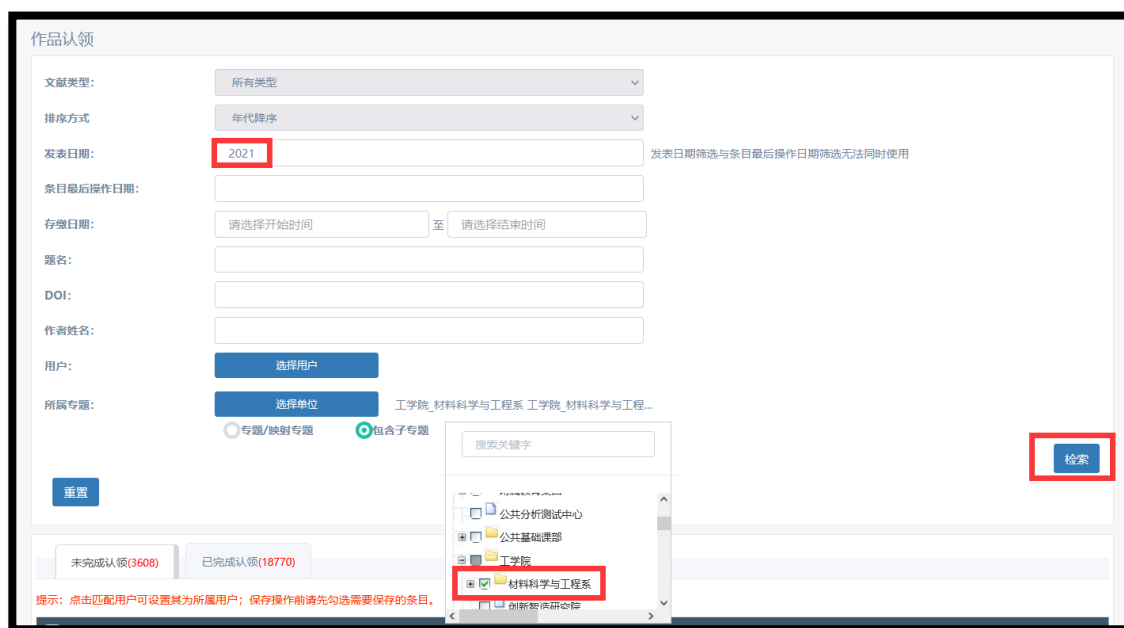 作品认领
文献类型：
所有类型
排序方式
年代降序
发表日期：
2021
发表日期筛选与条目最后操作日期筛选无法同时使用
条目最后操作日期：
存缴日期：
请选择开始时间
至
请选择结束时间
题名：
DOI：
作者姓名：
用户：
选择用户
所属专题：
选择单位
工学院_材料科学与工程系 工学院_材料科学与工程...
专题/映射专题
包含子专题
搜索关键字
检索
重置
公共分析测试中心
公共基础课部
工学院
材料科学与工程系
创新智造研究院
未完成认领(3608)
已完成认领(18770)
提示：点击匹配用户可设置其为所属用户；保存操作前请先勾选需要保存的条目。